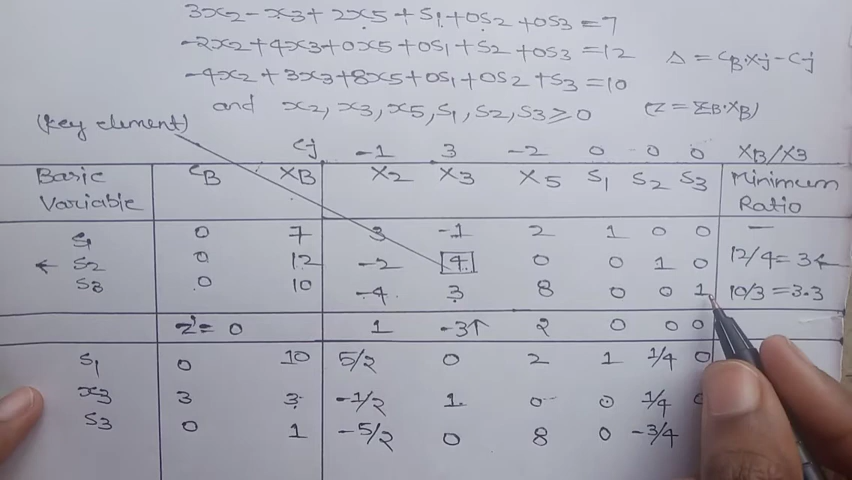 3x2 - x3 + 2x5 + S1 + 0S2 + 0S3 = 7
-2x2 + 4x3 + 0x5 + 0S1 + S2 + 0S3 = 12
Δ = CB·Xj - Cj
-4x2 + 3x3 + 8x5 + 0S1 + 0S2 + S3 = 10
and x2, x3, x5, S1, S2, S3 ≥ 0
(Key element)
Cj -1 3 -2 0 0 0 XB/X3
Basic Variable CB XB X2 X3 X5 S1 S2 S3 Minimum Ratio
S1 0 7 3 -1 2 1 0 0 —
← S2 0 12 -2 4 0 0 1 0 12/4 = 3←
S3 0 10 -4 3 8 0 0 1 10/3 = 3.3
Z = 0 1 -3↑ 2 0 0 0
S1 0 10 5/2 0 2 1 1/4 0
x3 3 3 -1/2 1 0 0 1/4
S3 0 1 -5/2 0 8 0 -3/4